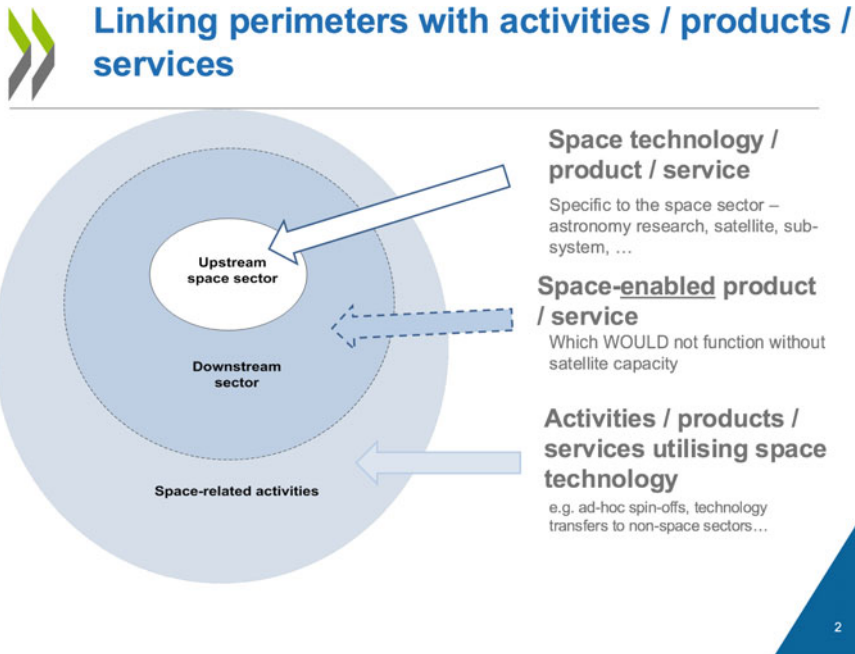 Linking perimeters with activities / products /
services
Space technology /
product / service
Specific to the space sector –
astronomy research, satellite, sub-
system, …
Upstream
space sector
Space-enabled product
/ service
Which WOULD not function without
satellite capacity
Downstream
sector
Activities / products /
services utilising space
technology
e.g. ad-hoc spin-offs, technology
transfers to non-space sectors…
Space-related activities
2